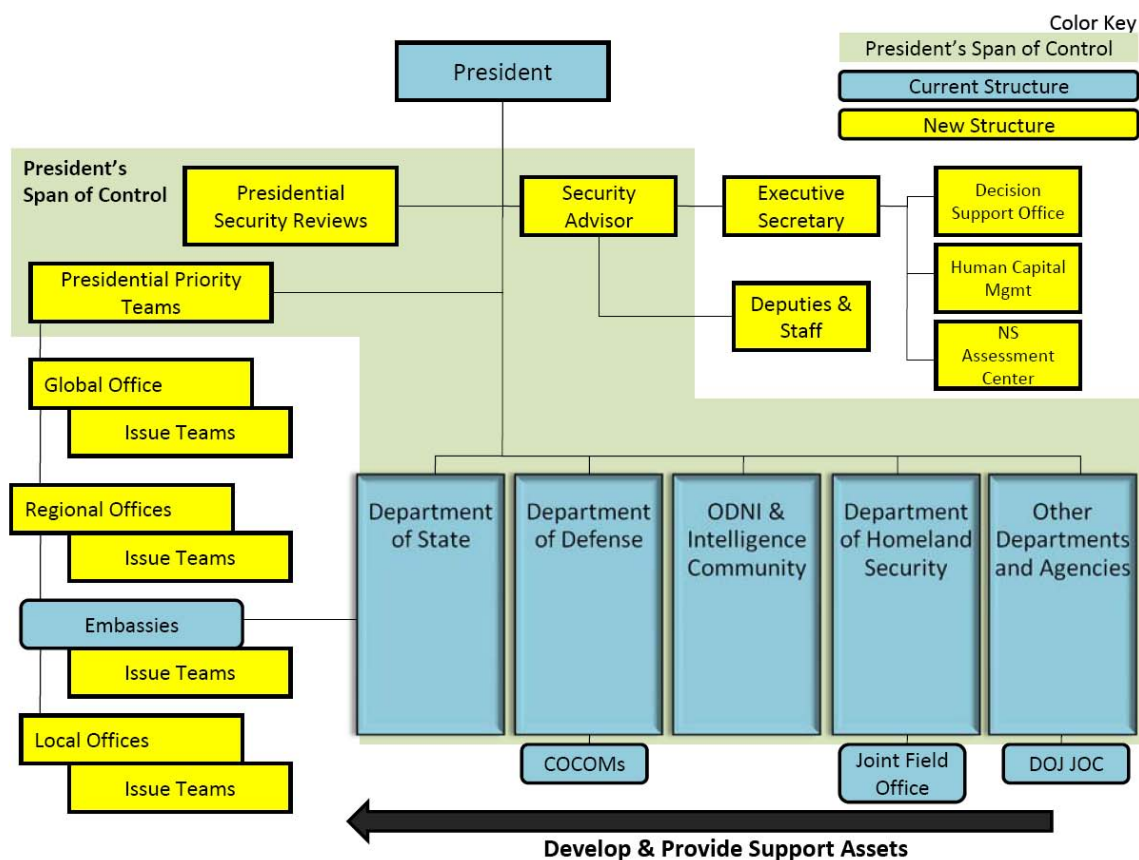 Color Key
President's Span of Control
Current Structure
New Structure
President
President's
Span of Control
Presidential
Security Reviews
Security
Advisor
Executive
Secretary
Decision
Support Office
Human Capital
Mgmt
NS
Assessment
Center
Deputies &
Staff
Presidential Priority
Teams
Global Office
Issue Teams
Regional Offices
Issue Teams
Embassies
Issue Teams
Local Offices
Issue Teams
Department
of State
Department
of Defense
ODNI &
Intelligence
Community
Department
of Homeland
Security
Other
Departments
and Agencies
COCOMs
Joint Field
Office
DOJ JOC
Develop & Provide Support Assets